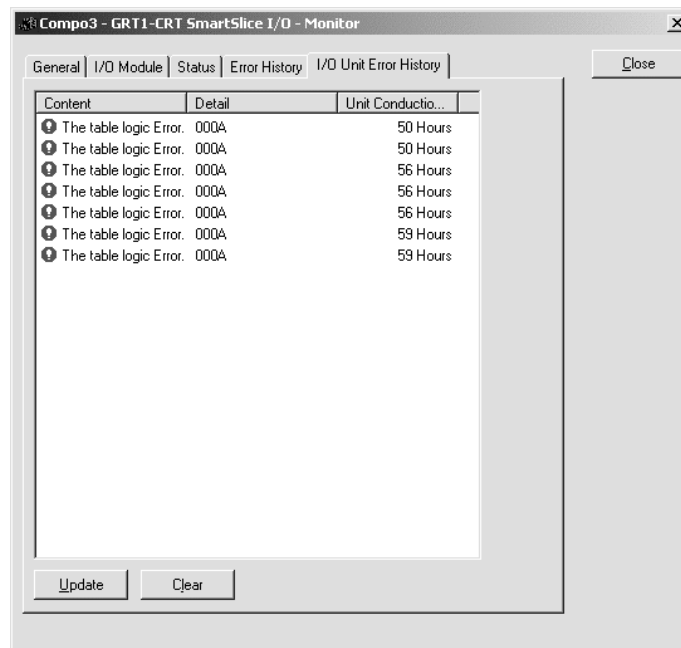 Compo3 - GRT1-CRT SmartSlice I/O - Monitor
General I/O Module Status Error History I/O Unit Error History
Close
Content Detail Unit Conductio...
The table logic Error. 000A 50 Hours
The table logic Error. 000A 50 Hours
The table logic Error. 000A 56 Hours
The table logic Error. 000A 56 Hours
The table logic Error. 000A 56 Hours
The table logic Error. 000A 59 Hours
The table logic Error. 000A 59 Hours
Update Clear